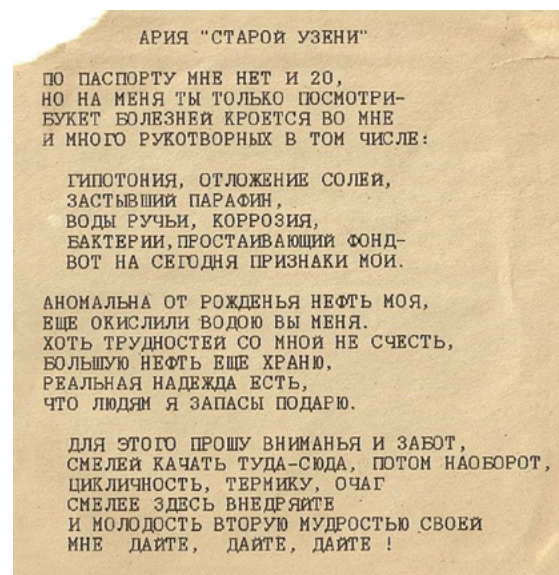 АРИЯ "СТАРОЙ УЗЕНИ"
ПО ПАСПОРТУ МНЕ НЕТ И 20,
НО НА МЕНЯ ТЫ ТОЛЬКО ПОСМОТРИ-
БУКЕТ БОЛЕЗНЕЙ КРОЕТСЯ ВО МНЕ
И МНОГО РУКОТВОРНЫХ В ТОМ ЧИСЛЕ:
ГИПОТОНИЯ, ОТЛОЖЕНИЕ СОЛЕЙ,
ЗАСТЫВШИЙ ПАРАФИН,
ВОДЫ РУЧЬИ, КОРРОЗИЯ,
БАКТЕРИИ,ПРОСТАИВАЮЩИЙ ФОНД-
ВОТ НА СЕГОДНЯ ПРИЗНАКИ МОИ.
АНОМАЛЬНА ОТ РОЖДЕНЬЯ НЕФТЬ МОЯ,
ЕЩЕ ОКИСЛИЛИ ВОДОЮ ВЫ МЕНЯ.
ХОТЬ ТРУДНОСТЕЙ СО МНОЙ НЕ СЧЕСТЬ,
БОЛЬШУЮ НЕФТЬ ЕЩЕ ХРАНЮ,
РЕАЛЬНАЯ НАДЕЖДА ЕСТЬ,
ЧТО ЛЮДЯМ Я ЗАПАСЫ ПОДАРЮ.
ДЛЯ ЭТОГО ПРОШУ ВНИМАНЬЯ И ЗАБОТ,
СМЕЛЕЙ КАЧАТЬ ТУДА-СЮДА, ПОТОМ НАОБОРОТ,
ЦИКЛИЧНОСТЬ, ТЕРМИКУ, ОЧАГ
СМЕЛЕЕ ЗДЕСЬ ВНЕДРЯЙТЕ
И МОЛОДОСТЬ ВТОРУЮ МУДРОСТЬЮ СВОЕЙ
МНЕ ДАЙТЕ, ДАЙТЕ, ДАЙТЕ !